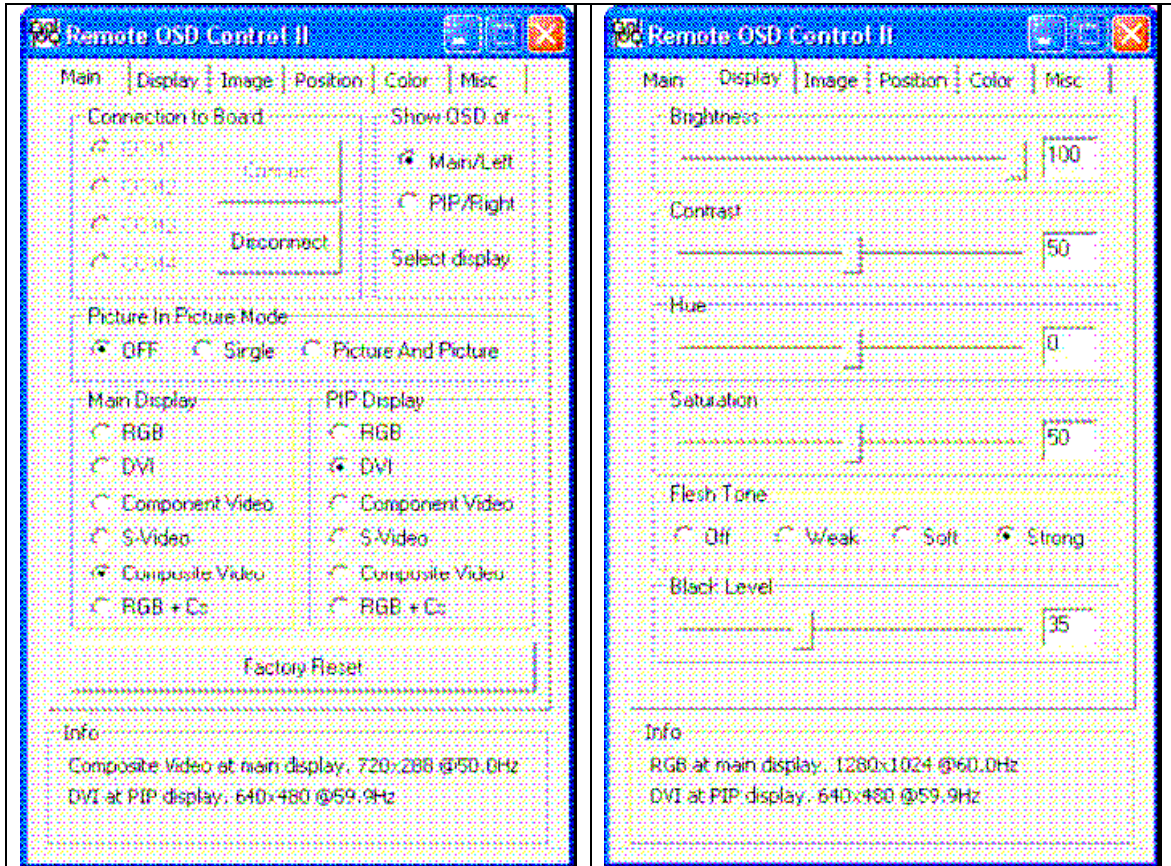 Remote OSD Control II
Main Display Image Position Color Misc
Connection to Board
COM1
COM2
COM3
COM4
Connect
Disconnect
Show OSD of
Main/Left
PIP/Right
Select display
Picture In Picture Mode
OFF Single Picture And Picture
Main Display
RGB
DVI
Component Video
S-Video
Composite Video
RGB + Cs
PIP Display
RGB
DVI
Component Video
S-Video
Composite Video
RGB + Cs
Factory Reset
Info
Composite Video at main display, 720x288 @50.0Hz
DVI at PIP display, 640x480 @59.9Hz
Remote OSD Control II
Main Display Image Position Color Misc
Brightness
100
Contrast
50
Hue
0
Saturation
50
Flesh Tone
Off Weak Soft Strong
Black Level
35
Info
RGB at main display, 1280x1024 @60.0Hz
DVI at PIP display, 640x480 @59.9Hz